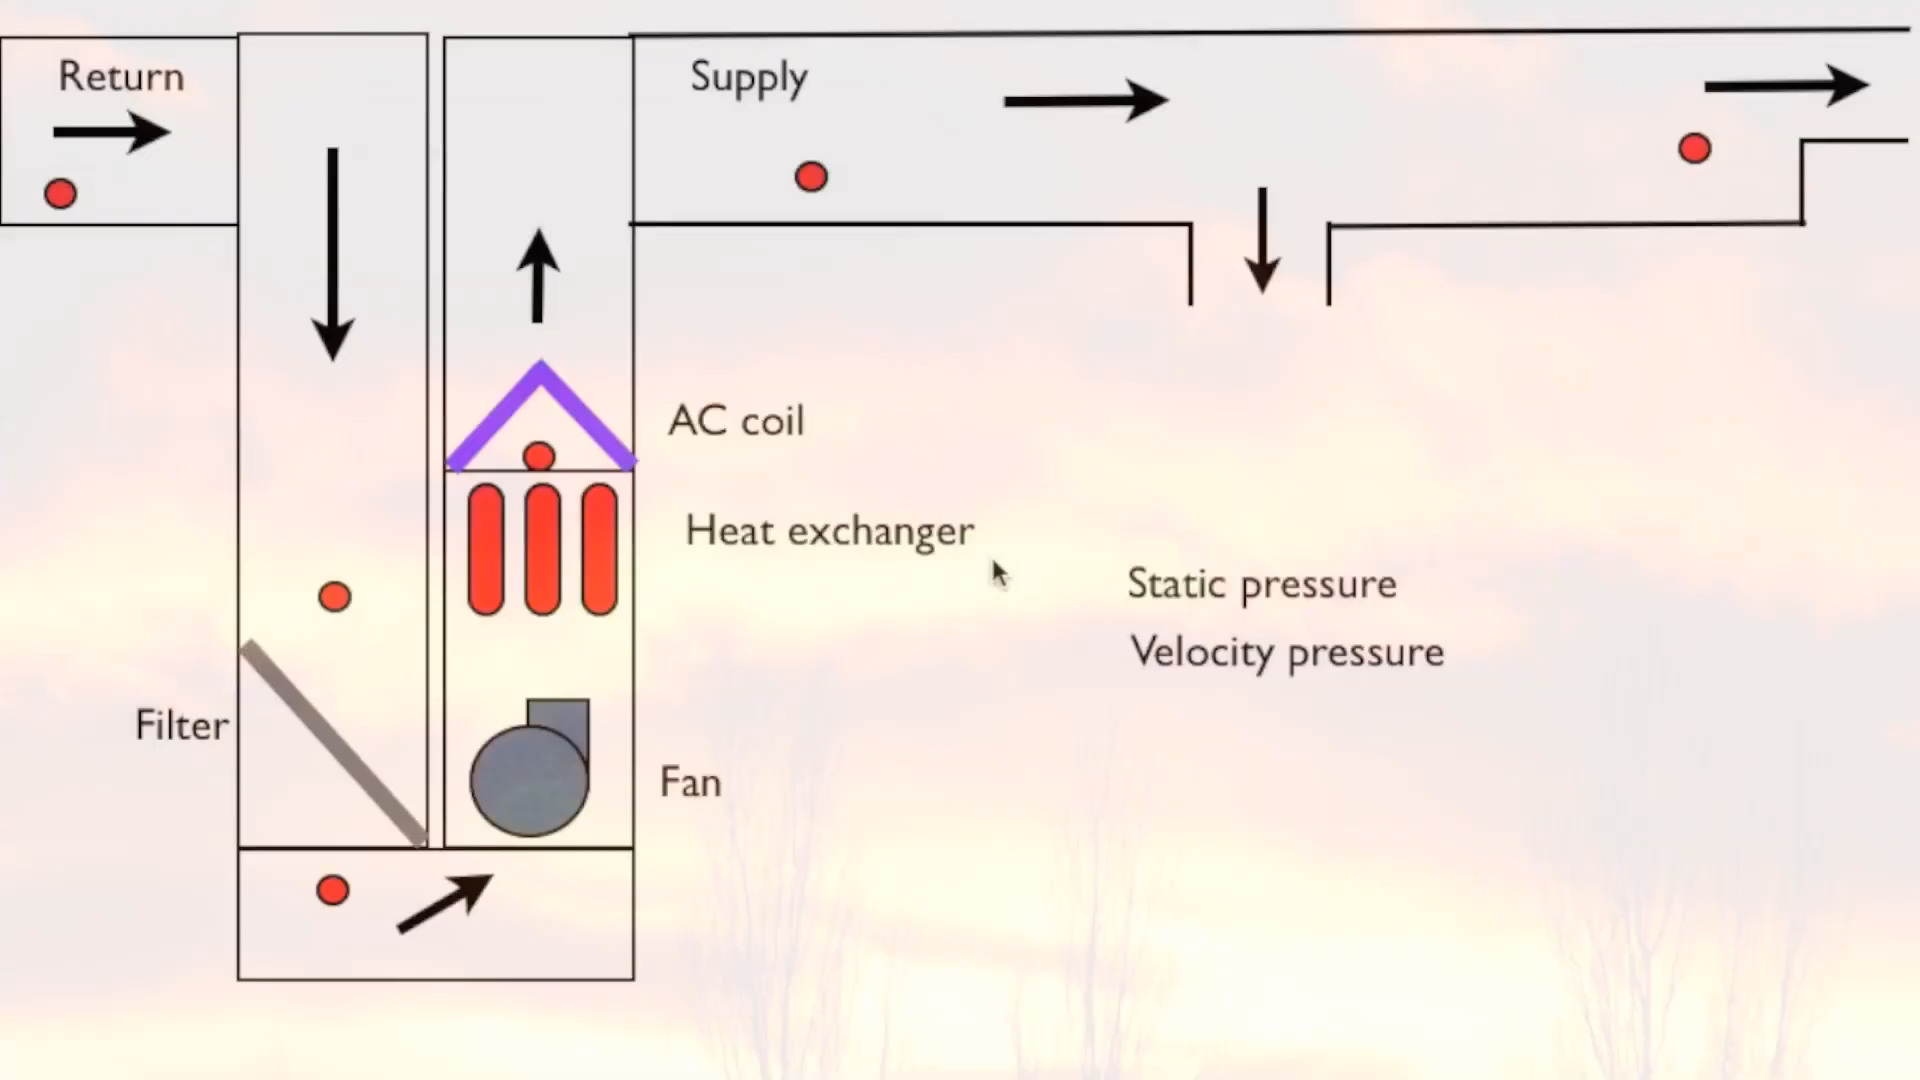 Return
Supply
AC coil
Heat exchanger
Static pressure
Velocity pressure
Filter
Fan